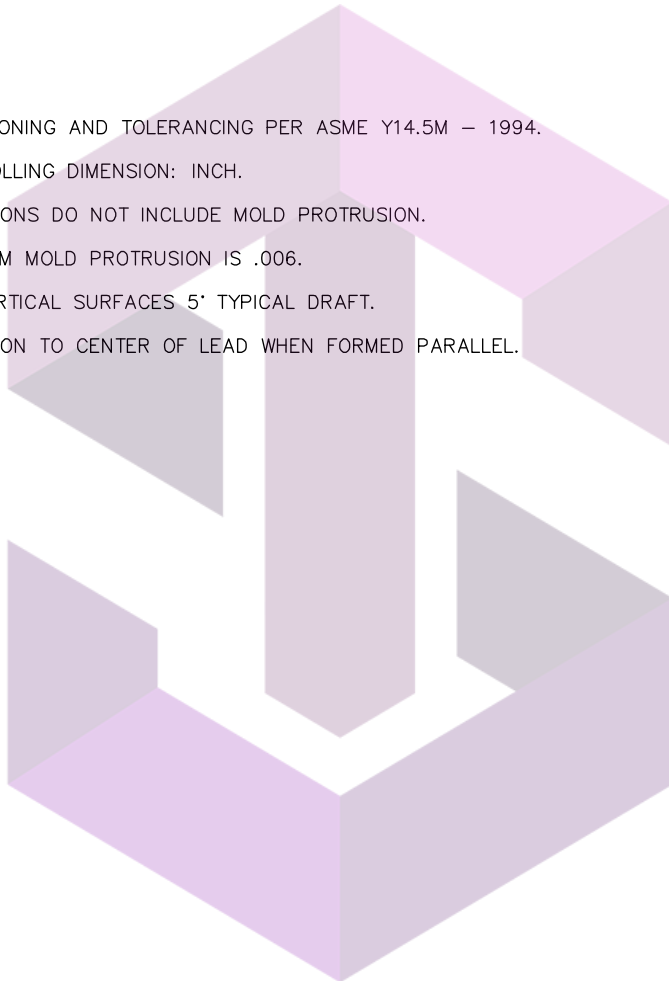 ONING AND TOLERANCING PER ASME Y14.5M – 1994.
OLLING DIMENSION: INCH.
ONS DO NOT INCLUDE MOLD PROTRUSION.
M MOLD PROTRUSION IS .006.
RTICAL SURFACES 5° TYPICAL DRAFT.
ON TO CENTER OF LEAD WHEN FORMED PARALLEL.